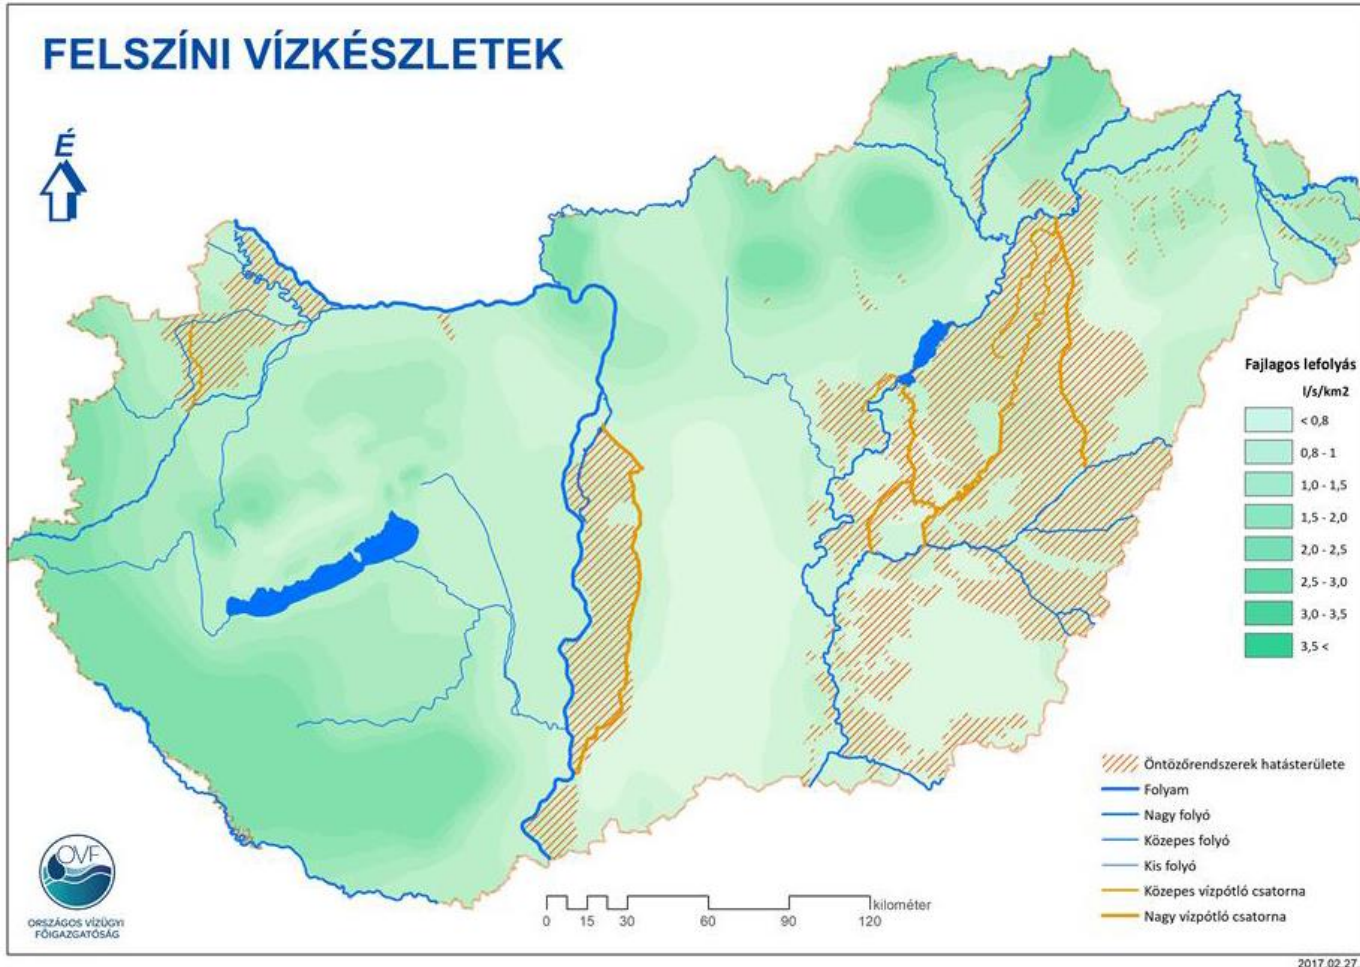 FELSZÍNI VÍZKÉSZLETEK
É
Fajlagos lefolyás
l/s/km2
< 0,8
0,8 - 1
1,0 - 1,5
1,5 - 2,0
2,0 - 2,5
2,5 - 3,0
3,0 - 3,5
3,5 <
Öntözőrendszerek hatásterülete
Folyam
Nagy folyó
Közepes folyó
Kis folyó
Közepes vízpótló csatorna
Nagy vízpótló csatorna
OVF
ORSZÁGOS VÍZÜGYI
FŐIGAZGATÓSÁG
kilométer
0 15 30 60 90 120
2017.02.27